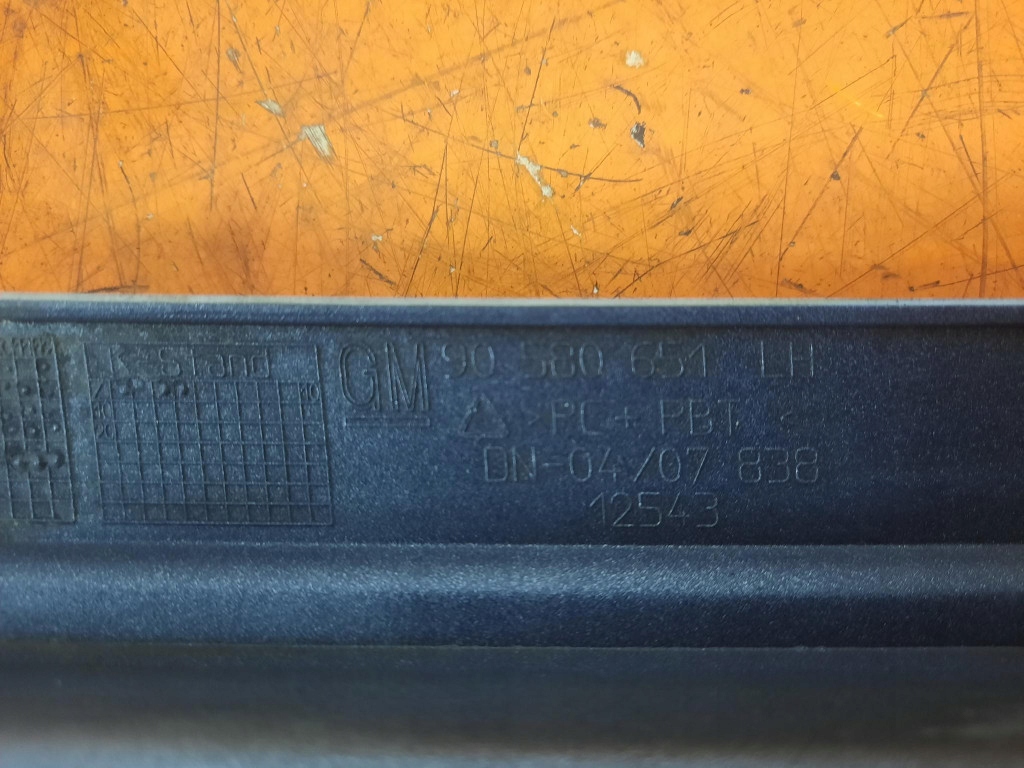 K-Stand
GM 90 580 651 LH
>PC + PBT <
DN-04/07 838
12543